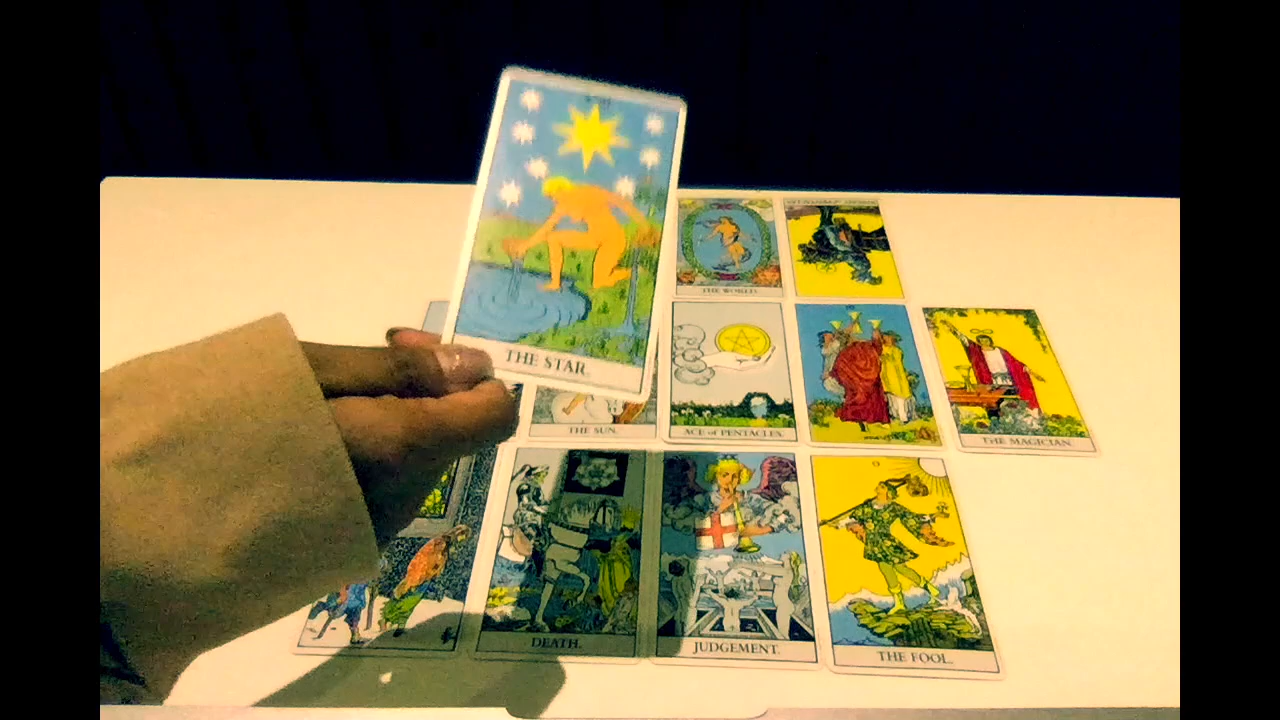 THE STAR.
THE WORLD.
THE SUN.
ACE of PENTACLES.
THE MAGICIAN.
DEATH.
JUDGEMENT.
THE FOOL.